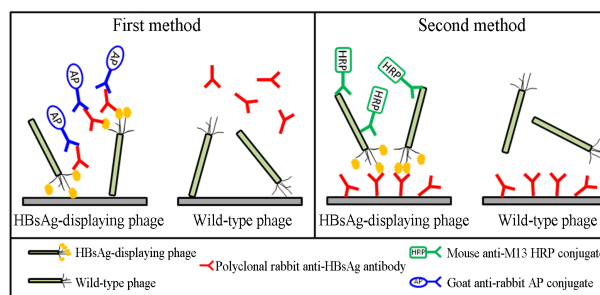 First method
Second method
AP
AP
AP
HRP
HRP
HRP
HBsAg-displaying phage
Wild-type phage
HBsAg-displaying phage
Wild-type phage
HBsAg-displaying phage
Wild-type phage
Polyclonal rabbit anti-HBsAg antibody
HRP
Mouse anti-M13 HRP conjugate
AP
Goat anti-rabbit AP conjugate